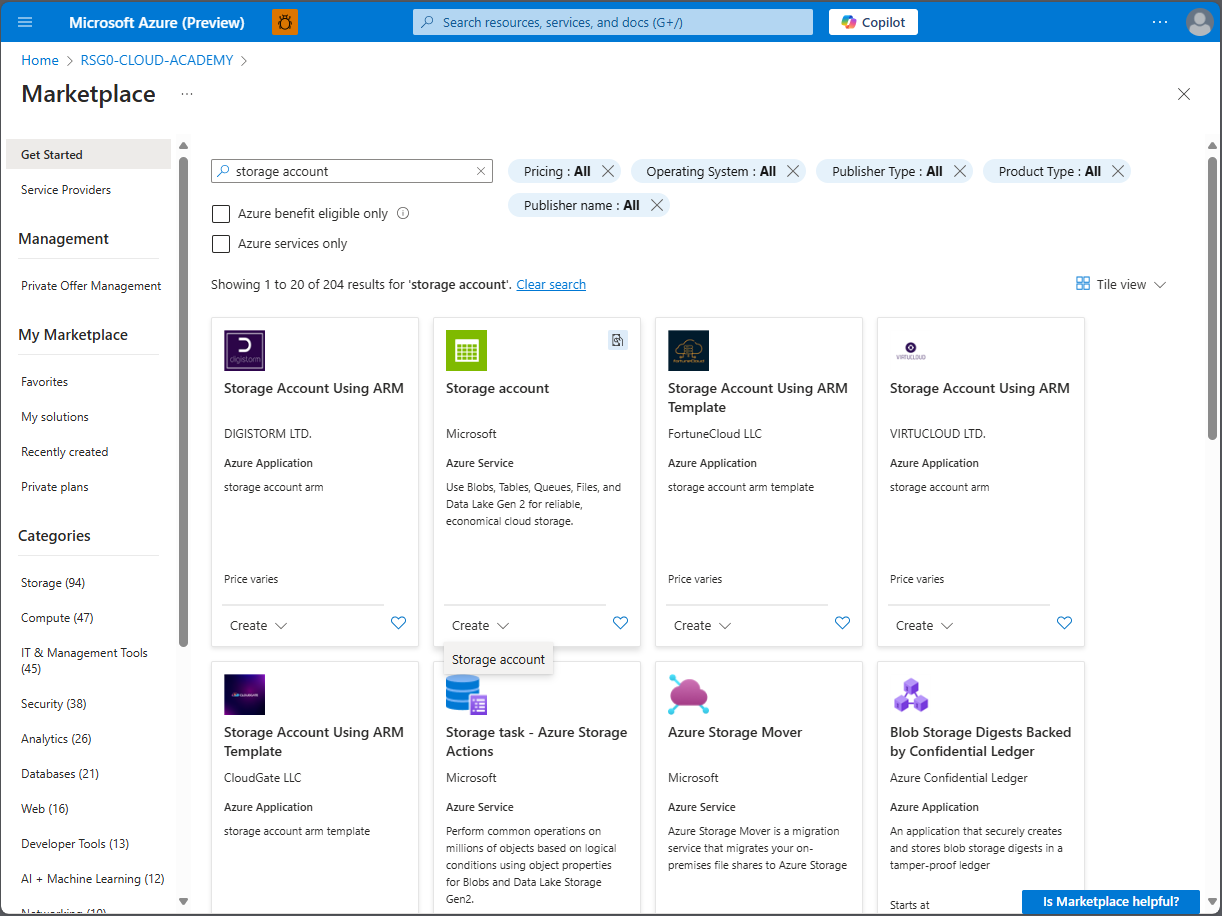 Microsoft Azure (Preview)
Search resources, services, and docs (G+/)
Copilot
Home > RSG0-CLOUD-ACADEMY >
Marketplace
Get Started
Service Providers
Management
Private Offer Management
My Marketplace
Favorites
My solutions
Recently created
Private plans
Categories
Storage (94)
Compute (47)
IT & Management Tools
(45)
Security (38)
Analytics (26)
Databases (21)
Web (16)
Developer Tools (13)
AI + Machine Learning (12)
Networking (10)
storage account
Pricing : All
Operating System : All
Publisher Type : All
Product Type : All
Publisher name : All
Azure benefit eligible only
Azure services only
Showing 1 to 20 of 204 results for 'storage account'. Clear search
Tile view
digistorm
Storage Account Using ARM
DIGISTORM LTD.
Azure Application
storage account arm
Price varies
Create
Storage account
Microsoft
Azure Service
Use Blobs, Tables, Queues, Files, and
Data Lake Gen 2 for reliable,
economical cloud storage.
Create
Storage account
FortuneCloud
Storage Account Using ARM
Template
FortuneCloud LLC
Azure Application
storage account arm template
Price varies
Create
VIRTUCLOUD
Storage Account Using ARM
VIRTUCLOUD LTD.
Azure Application
storage account arm
Price varies
Create
Storage Account Using ARM
Template
CloudGate LLC
Azure Application
storage account arm template
Storage task - Azure Storage
Actions
Microsoft
Azure Service
Perform common operations on
millions of objects based on logical
conditions using object properties
for Blobs and Data Lake Storage
Gen2.
Azure Storage Mover
Microsoft
Azure Service
Azure Storage Mover is a migration
service that migrates your on-
premises file shares to Azure Storage
Blob Storage Digests Backed
by Confidential Ledger
Azure Confidential Ledger
Azure Application
An application that securely creates
and stores blob storage digests in a
tamper-proof ledger
Starts at
Is Marketplace helpful?